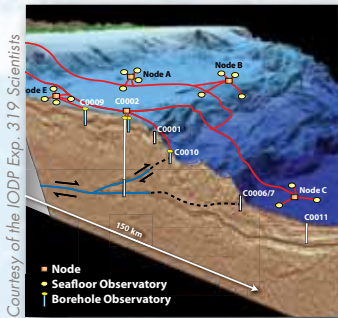 Courtesy of the IODP Exp. 319 Scientists
Node B
Node A
ode E
C0009
C0002
C0001
C0010
C0006/7
Node C
C0011
150 km
Node
Seafloor Observatory
Borehole Observatory